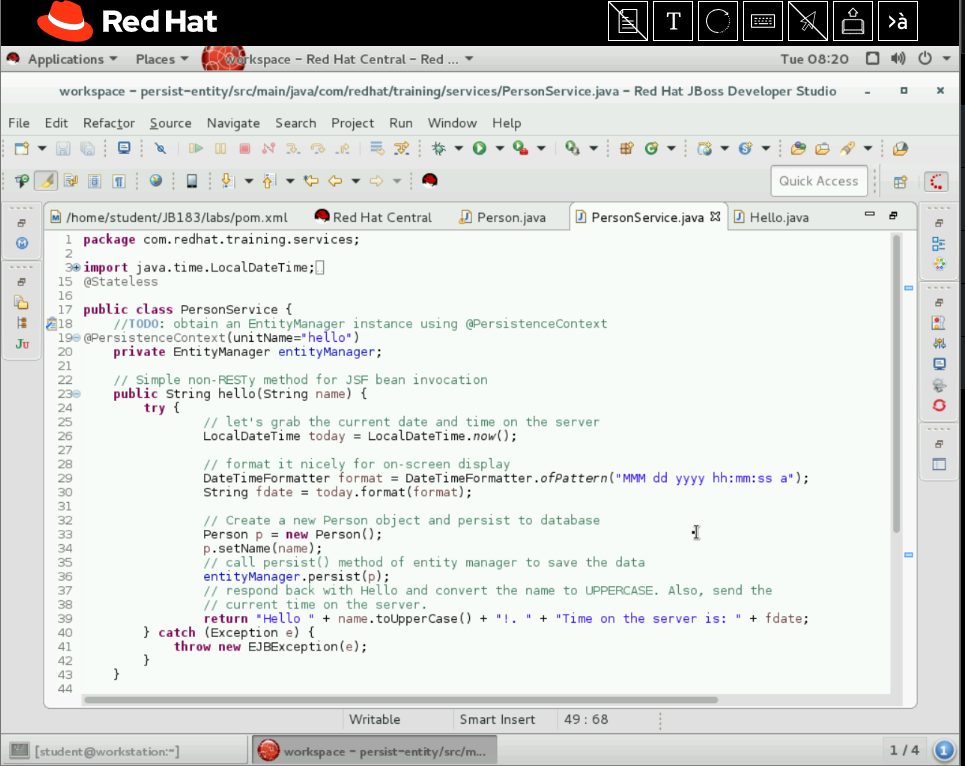 Red Hat
T
>à
Applications
Places
workspace – Red Hat Central – Red ...
Tue 08:20
workspace – persist-entity/src/main/java/com/redhat/training/services/PersonService.java – Red Hat JBoss Developer Studio
File Edit Refactor Source Navigate Search Project Run Window Help
Quick Access
/home/student/JB183/labs/pom.xml
Red Hat Central
Person.java
PersonService.java
Hello.java
1 package com.redhat.training.services;
2
3 import java.time.LocalDateTime;
15 @Stateless
16
17 public class PersonService {
18 //TODO: obtain an EntityManager instance using @PersistenceContext
19 @PersistenceContext(unitName="hello")
20 private EntityManager entityManager;
21
22 // Simple non-RESTy method for JSF bean invocation
23 public String hello(String name) {
24 try {
25 // let's grab the current date and time on the server
26 LocalDateTime today = LocalDateTime.now();
27
28 // format it nicely for on-screen display
29 DateTimeFormatter format = DateTimeFormatter.ofPattern("MMM dd yyyy hh:mm:ss a");
30 String fdate = today.format(format);
31
32 // Create a new Person object and persist to database
33 Person p = new Person();
34 p.setName(name);
35 // call persist() method of entity manager to save the data
36 entityManager.persist(p);
37 // respond back with Hello and convert the name to UPPERCASE. Also, send the
38 // current time on the server.
39 return "Hello " + name.toUpperCase() + "!. " + "Time on the server is: " + fdate;
40 } catch (Exception e) {
41 throw new EJBException(e);
42 }
43 }
44
Ju
Writable
Smart Insert
49 : 68
[student@workstation:~]
workspace – persist-entity/src/m...
1 / 4
1